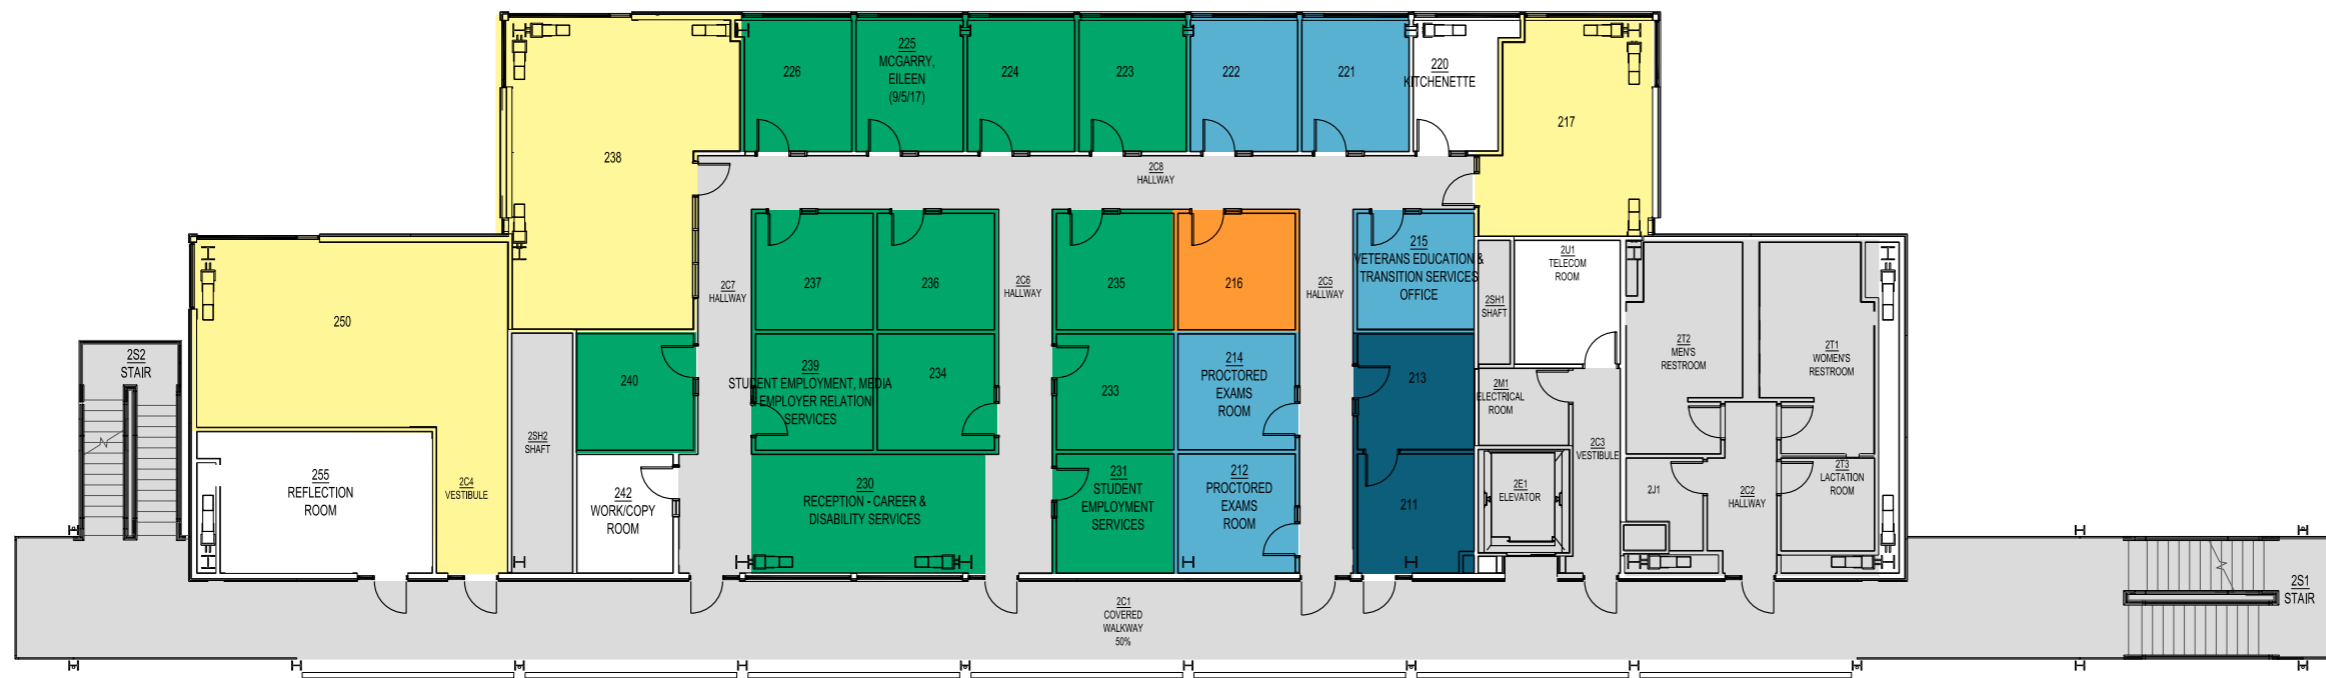 226
225
MCGARRY,
EILEEN
(9/5/17)
224
223
222
221
220
KITCHENETTE
217
238
2C8
HALLWAY
237
236
235
216
215
VETERANS EDUCATION &
TRANSITION SERVICES
OFFICE
2C7
HALLWAY
2C6
HALLWAY
2C5
HALLWAY
2SH1
SHAFT
2U1
TELECOM
ROOM
250
2S2
STAIR
240
239
STUDENT EMPLOYMENT, MEDIA
& EMPLOYER RELATION
SERVICES
234
233
214
PROCTORED
EXAMS
ROOM
213
2M1
ELECTRICAL
ROOM
2T2
MEN'S
RESTROOM
2T1
WOMEN'S
RESTROOM
2SH2
SHAFT
2C3
VESTIBULE
255
REFLECTION
ROOM
2C4
VESTIBULE
242
WORK/COPY
ROOM
230
RECEPTION - CAREER &
DISABILITY SERVICES
231
STUDENT
EMPLOYMENT
SERVICES
212
PROCTORED
EXAMS
ROOM
211
2E1
ELEVATOR
2J1
2C2
HALLWAY
2T3
LACTATION
ROOM
2C1
COVERED
WALKWAY
50%
2S1
STAIR